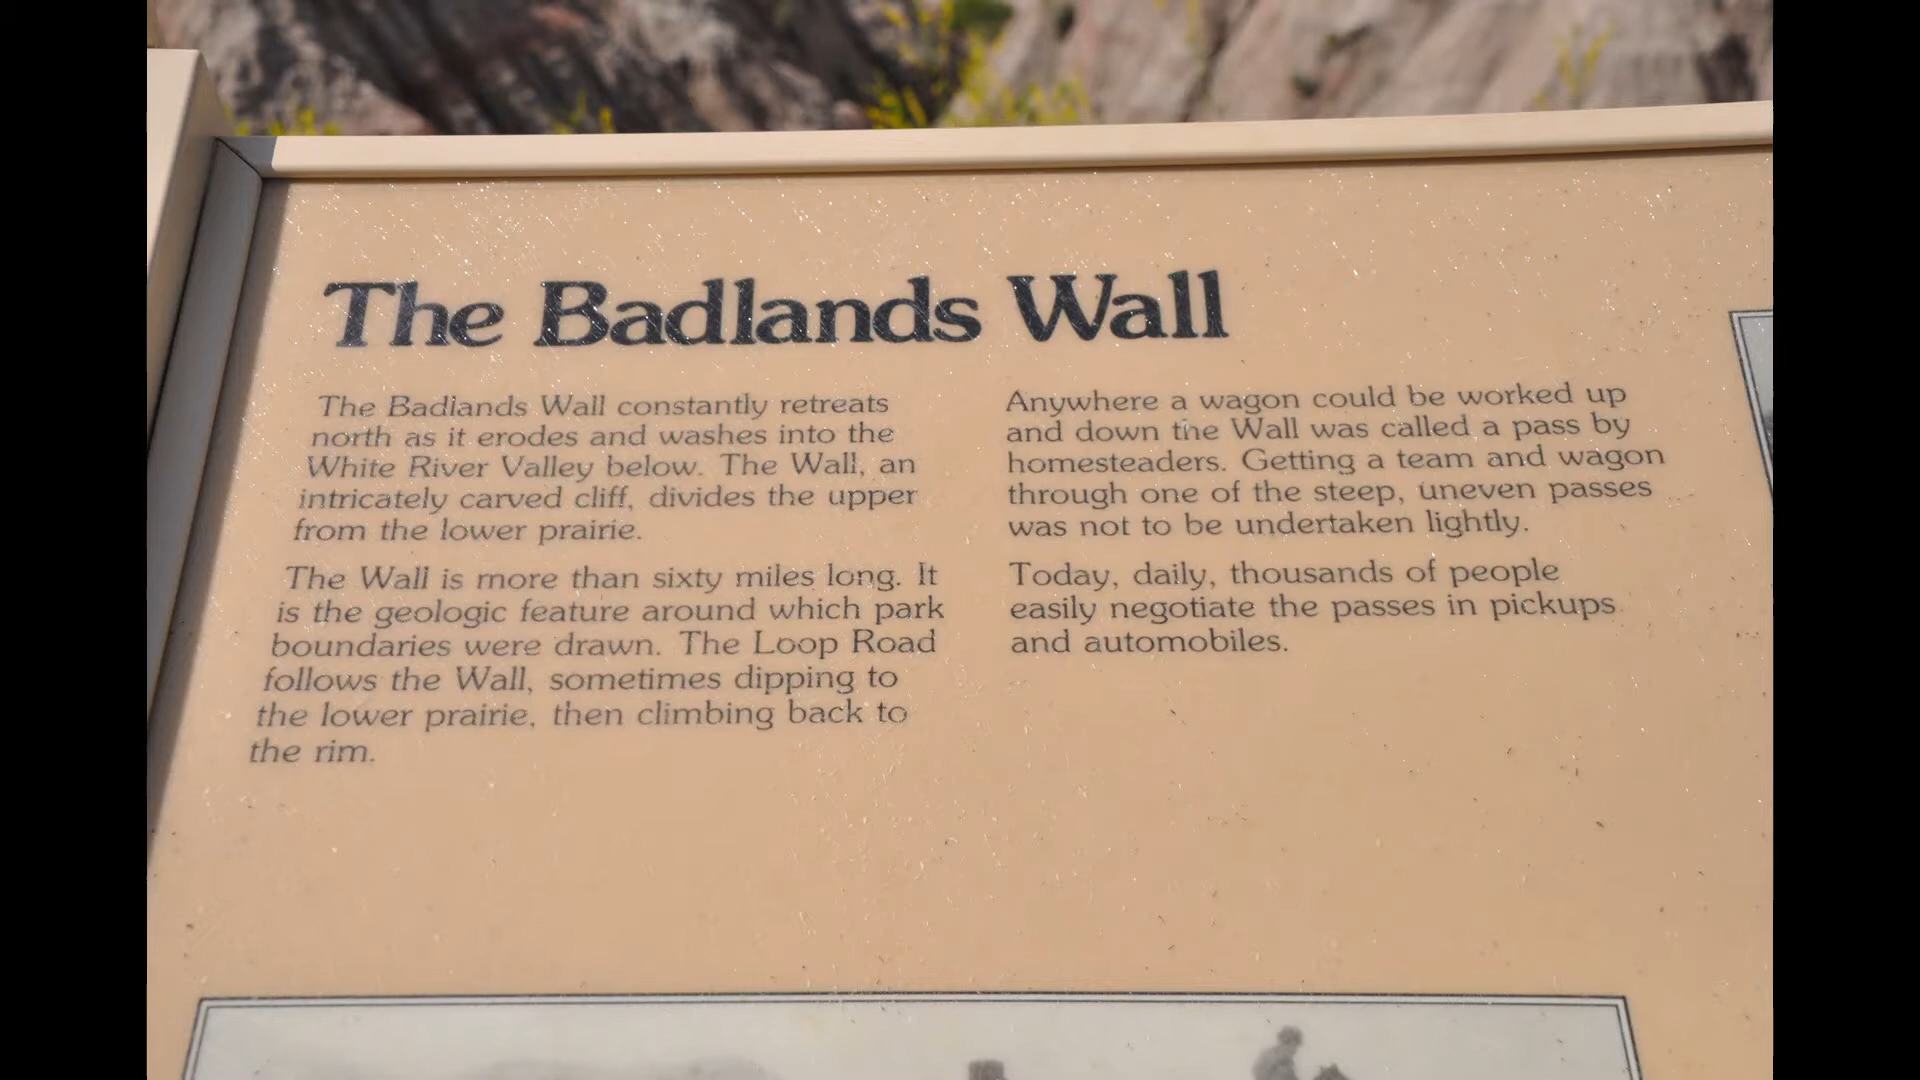 The Badlands Wall
The Badlands Wall constantly retreats
north as it erodes and washes into the
White River Valley below. The Wall, an
intricately carved cliff, divides the upper
from the lower prairie.
The Wall is more than sixty miles long. It
is the geologic feature around which park
boundaries were drawn. The Loop Road
follows the Wall, sometimes dipping to
the lower prairie, then climbing back to
the rim.
Anywhere a wagon could be worked up
and down the Wall was called a pass by
homesteaders. Getting a team and wagon
through one of the steep, uneven passes
was not to be undertaken lightly.
Today, daily, thousands of people
easily negotiate the passes in pickups
and automobiles.